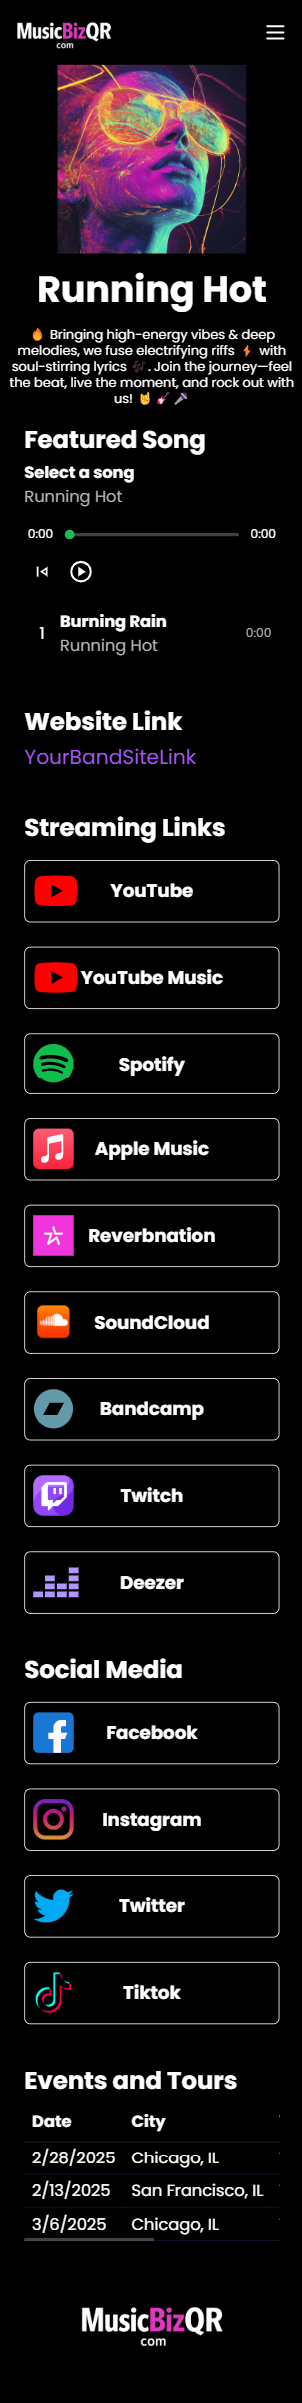 MusicBizQR
com
Running Hot
🔥 Bringing high-energy vibes & deep
melodies, we fuse electrifying riffs ⚡ with
soul-stirring lyrics 🎶. Join the journey—feel
the beat, live the moment, and rock out with
us! 🤘 🎸 🎤
Featured Song
Select a song
Running Hot
0:00 0:00
1 Burning Rain 0:00
Running Hot
Website Link
YourBandSiteLink
Streaming Links
YouTube
YouTube Music
Spotify
Apple Music
Reverbnation
SoundCloud
Bandcamp
Twitch
Deezer
Social Media
Facebook
Instagram
Twitter
Tiktok
Events and Tours
Date City
2/28/2025 Chicago, IL
2/13/2025 San Francisco, IL
3/6/2025 Chicago, IL
MusicBizQR
com